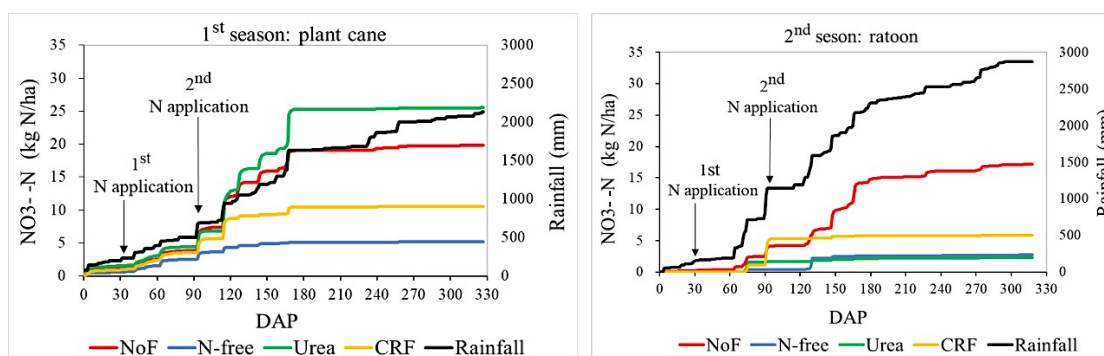 1st season: plant cane
35
30
25
20
15
10
5
0
NO3- -N (kg N/ha)
3000
2500
2000
1500
1000
500
0
Rainfall (mm)
2nd
N application
1st
N application
0 30 60 90 120 150 180 210 240 270 300 330
DAP
NoF N-free Urea CRF Rainfall
2nd seson: ratoon
35
30
25
20
15
10
5
0
NO3- -N (kg N/ha)
3000
2500
2000
1500
1000
500
0
Rainfall (mm)
2nd
N application
1st
N application
0 30 60 90 120 150 180 210 240 270 300 330
DAP
NoF N-free Urea CRF Rainfall